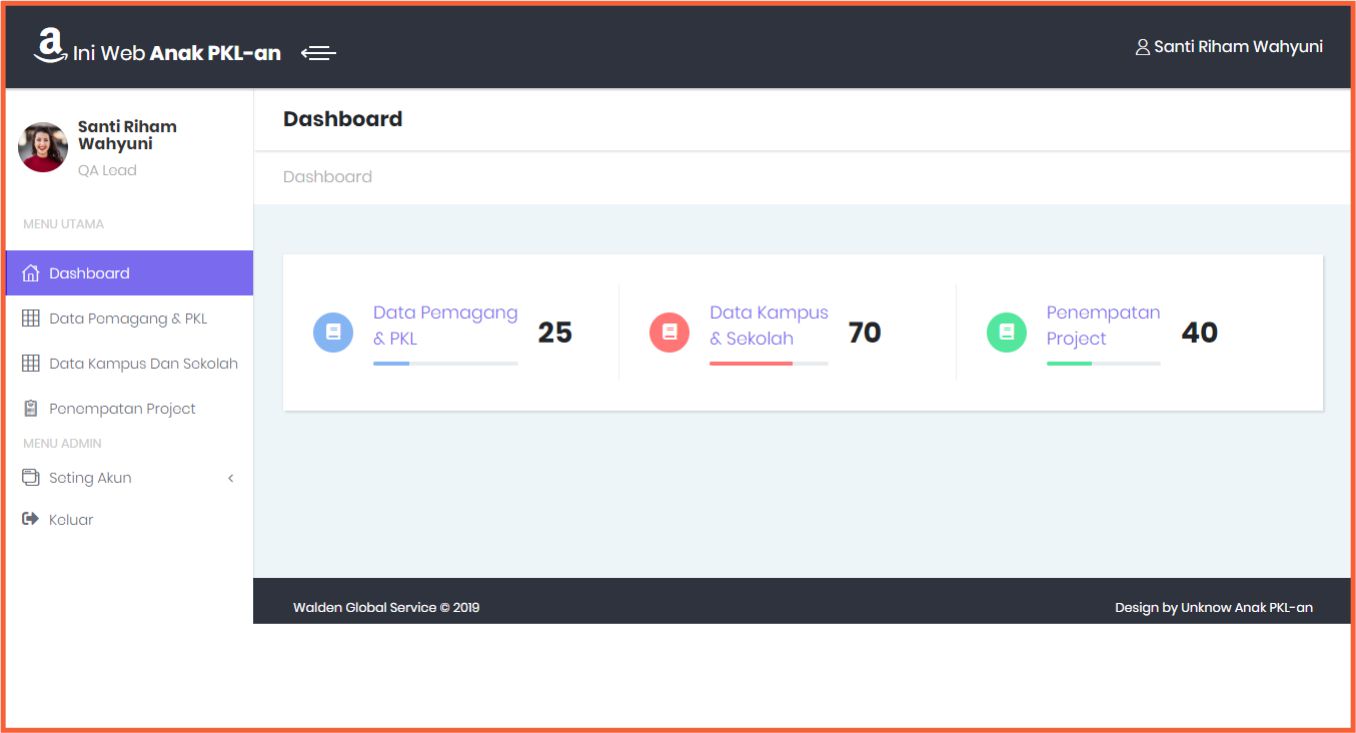 a Ini Web Anak PKL-an
Santi Riham Wahyuni
Santi Riham
Wahyuni
QA Lead
MENU UTAMA
Dashboard
Data Pemagang & PKL
Data Kampus Dan Sekolah
Penempatan Project
MENU ADMIN
Seting Akun
Keluar
Dashboard
Dashboard
Data Pemagang
& PKL
25
Data Kampus
& Sekolah
70
Penempatan
Project
40
Walden Global Service © 2019
Design by Unknow Anak PKL-an